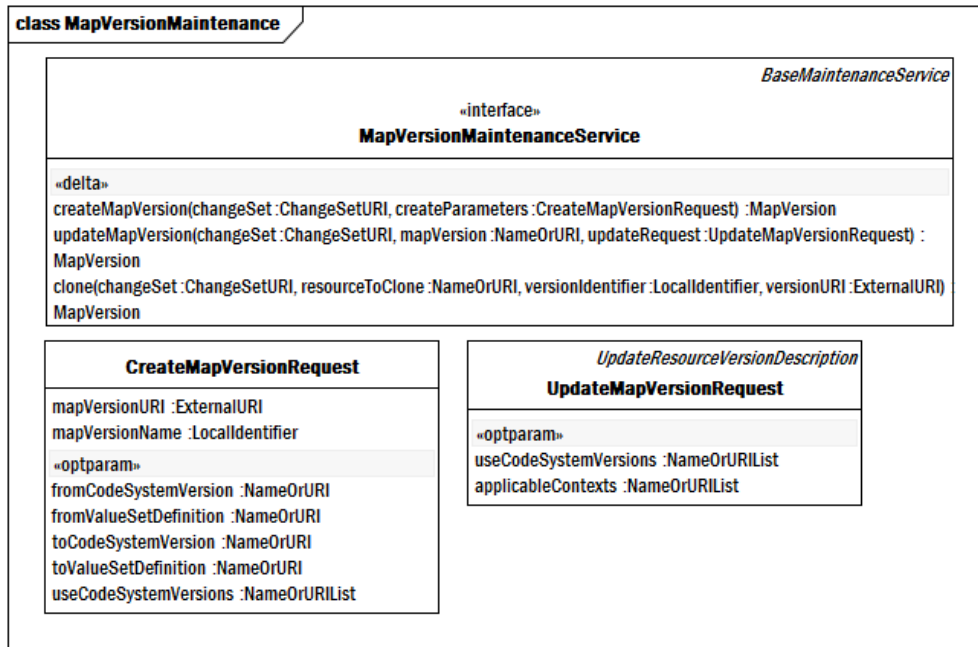 class MapVersionMaintenance
BaseMaintenanceService
«interface»
MapVersionMaintenanceService
«delta»
createMapVersion(changeSet :ChangeSetURI, createParameters :CreateMapVersionRequest) :MapVersion
updateMapVersion(changeSet :ChangeSetURI, mapVersion :NameOrURI, updateRequest :UpdateMapVersionRequest) :
MapVersion
clone(changeSet :ChangeSetURI, resourceToClone :NameOrURI, versionIdentifier :LocalIdentifier, versionURI :ExternalURI) :
MapVersion
CreateMapVersionRequest
mapVersionURI :ExternalURI
mapVersionName :LocalIdentifier
«optparam»
fromCodeSystemVersion :NameOrURI
fromValueSetDefinition :NameOrURI
toCodeSystemVersion :NameOrURI
toValueSetDefinition :NameOrURI
useCodeSystemVersions :NameOrURIList
UpdateResourceVersionDescription
UpdateMapVersionRequest
«optparam»
useCodeSystemVersions :NameOrURIList
applicableContexts :NameOrURIList